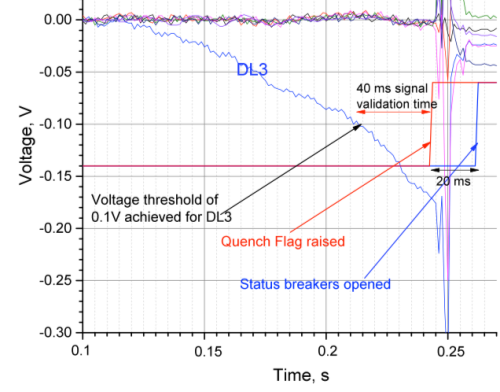 0.00
-0.05
-0.10
-0.15
-0.20
-0.25
-0.30
Voltage, V
DL3
40 ms signal
validation time
20 ms
Voltage threshold of
0.1V achieved for DL3
Quench Flag raised
Status breakers opened
0.1
0.15
0.2
0.25
Time, s